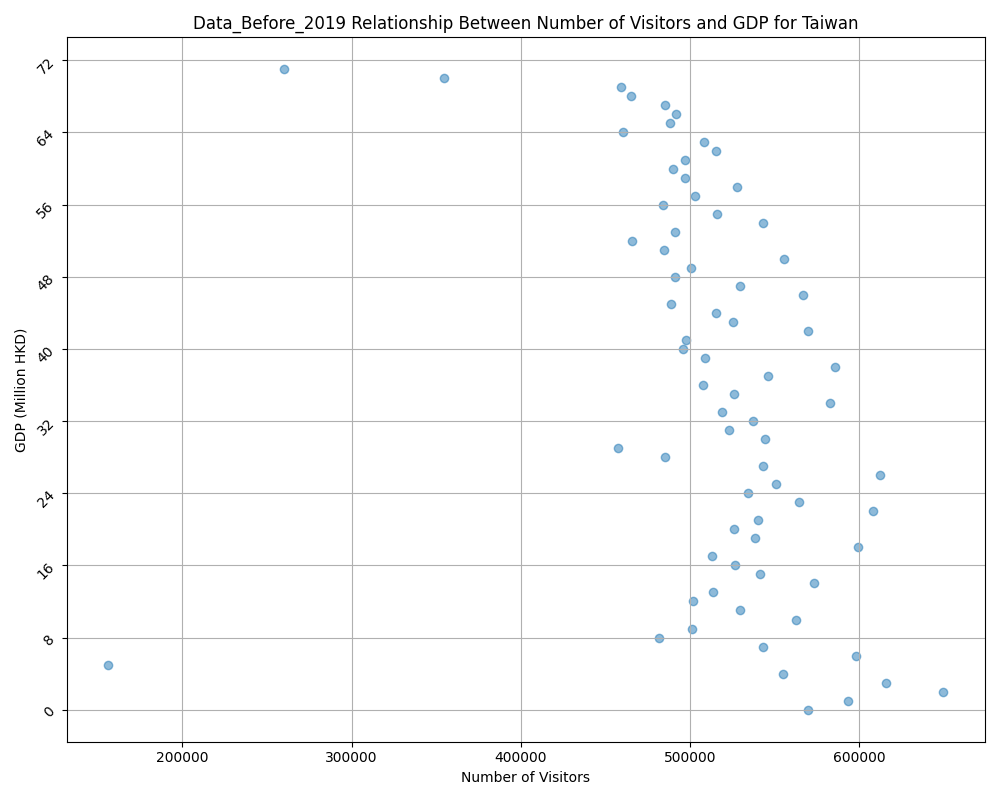 Data_Before_2019 Relationship Between Number of Visitors and GDP for Taiwan
72
64
56
48
40
32
24
16
8
0
GDP (Million HKD)
200000 300000 400000 500000 600000
Number of Visitors